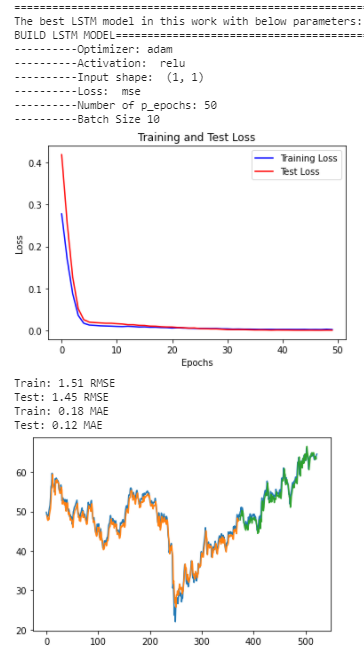 ================================================
The best LSTM model in this work with below parameters:
BUILD LSTM MODEL================================
----------Optimizer: adam
----------Activation:  relu
----------Input shape:  (1, 1)
----------Loss:  mse
----------Number of p_epochs: 50
----------Batch Size 10
Training and Test Loss
Training Loss
Test Loss
0.4
0.3
0.2
0.1
0.0
Loss
0 10 20 30 40 50
Epochs
Train: 1.51 RMSE
Test: 1.45 RMSE
Train: 0.18 MAE
Test: 0.12 MAE
60
50
40
30
20
0 100 200 300 400 500